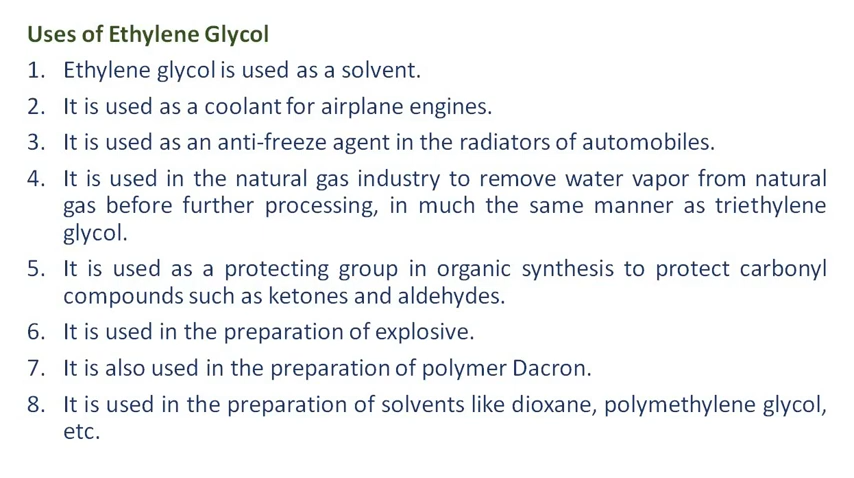 Uses of Ethylene Glycol
1. Ethylene glycol is used as a solvent.
2. It is used as a coolant for airplane engines.
3. It is used as an anti-freeze agent in the radiators of automobiles.
4. It is used in the natural gas industry to remove water vapor from natural
gas before further processing, in much the same manner as triethylene
glycol.
5. It is used as a protecting group in organic synthesis to protect carbonyl
compounds such as ketones and aldehydes.
6. It is used in the preparation of explosive.
7. It is also used in the preparation of polymer Dacron.
8. It is used in the preparation of solvents like dioxane, polymethylene glycol,
etc.